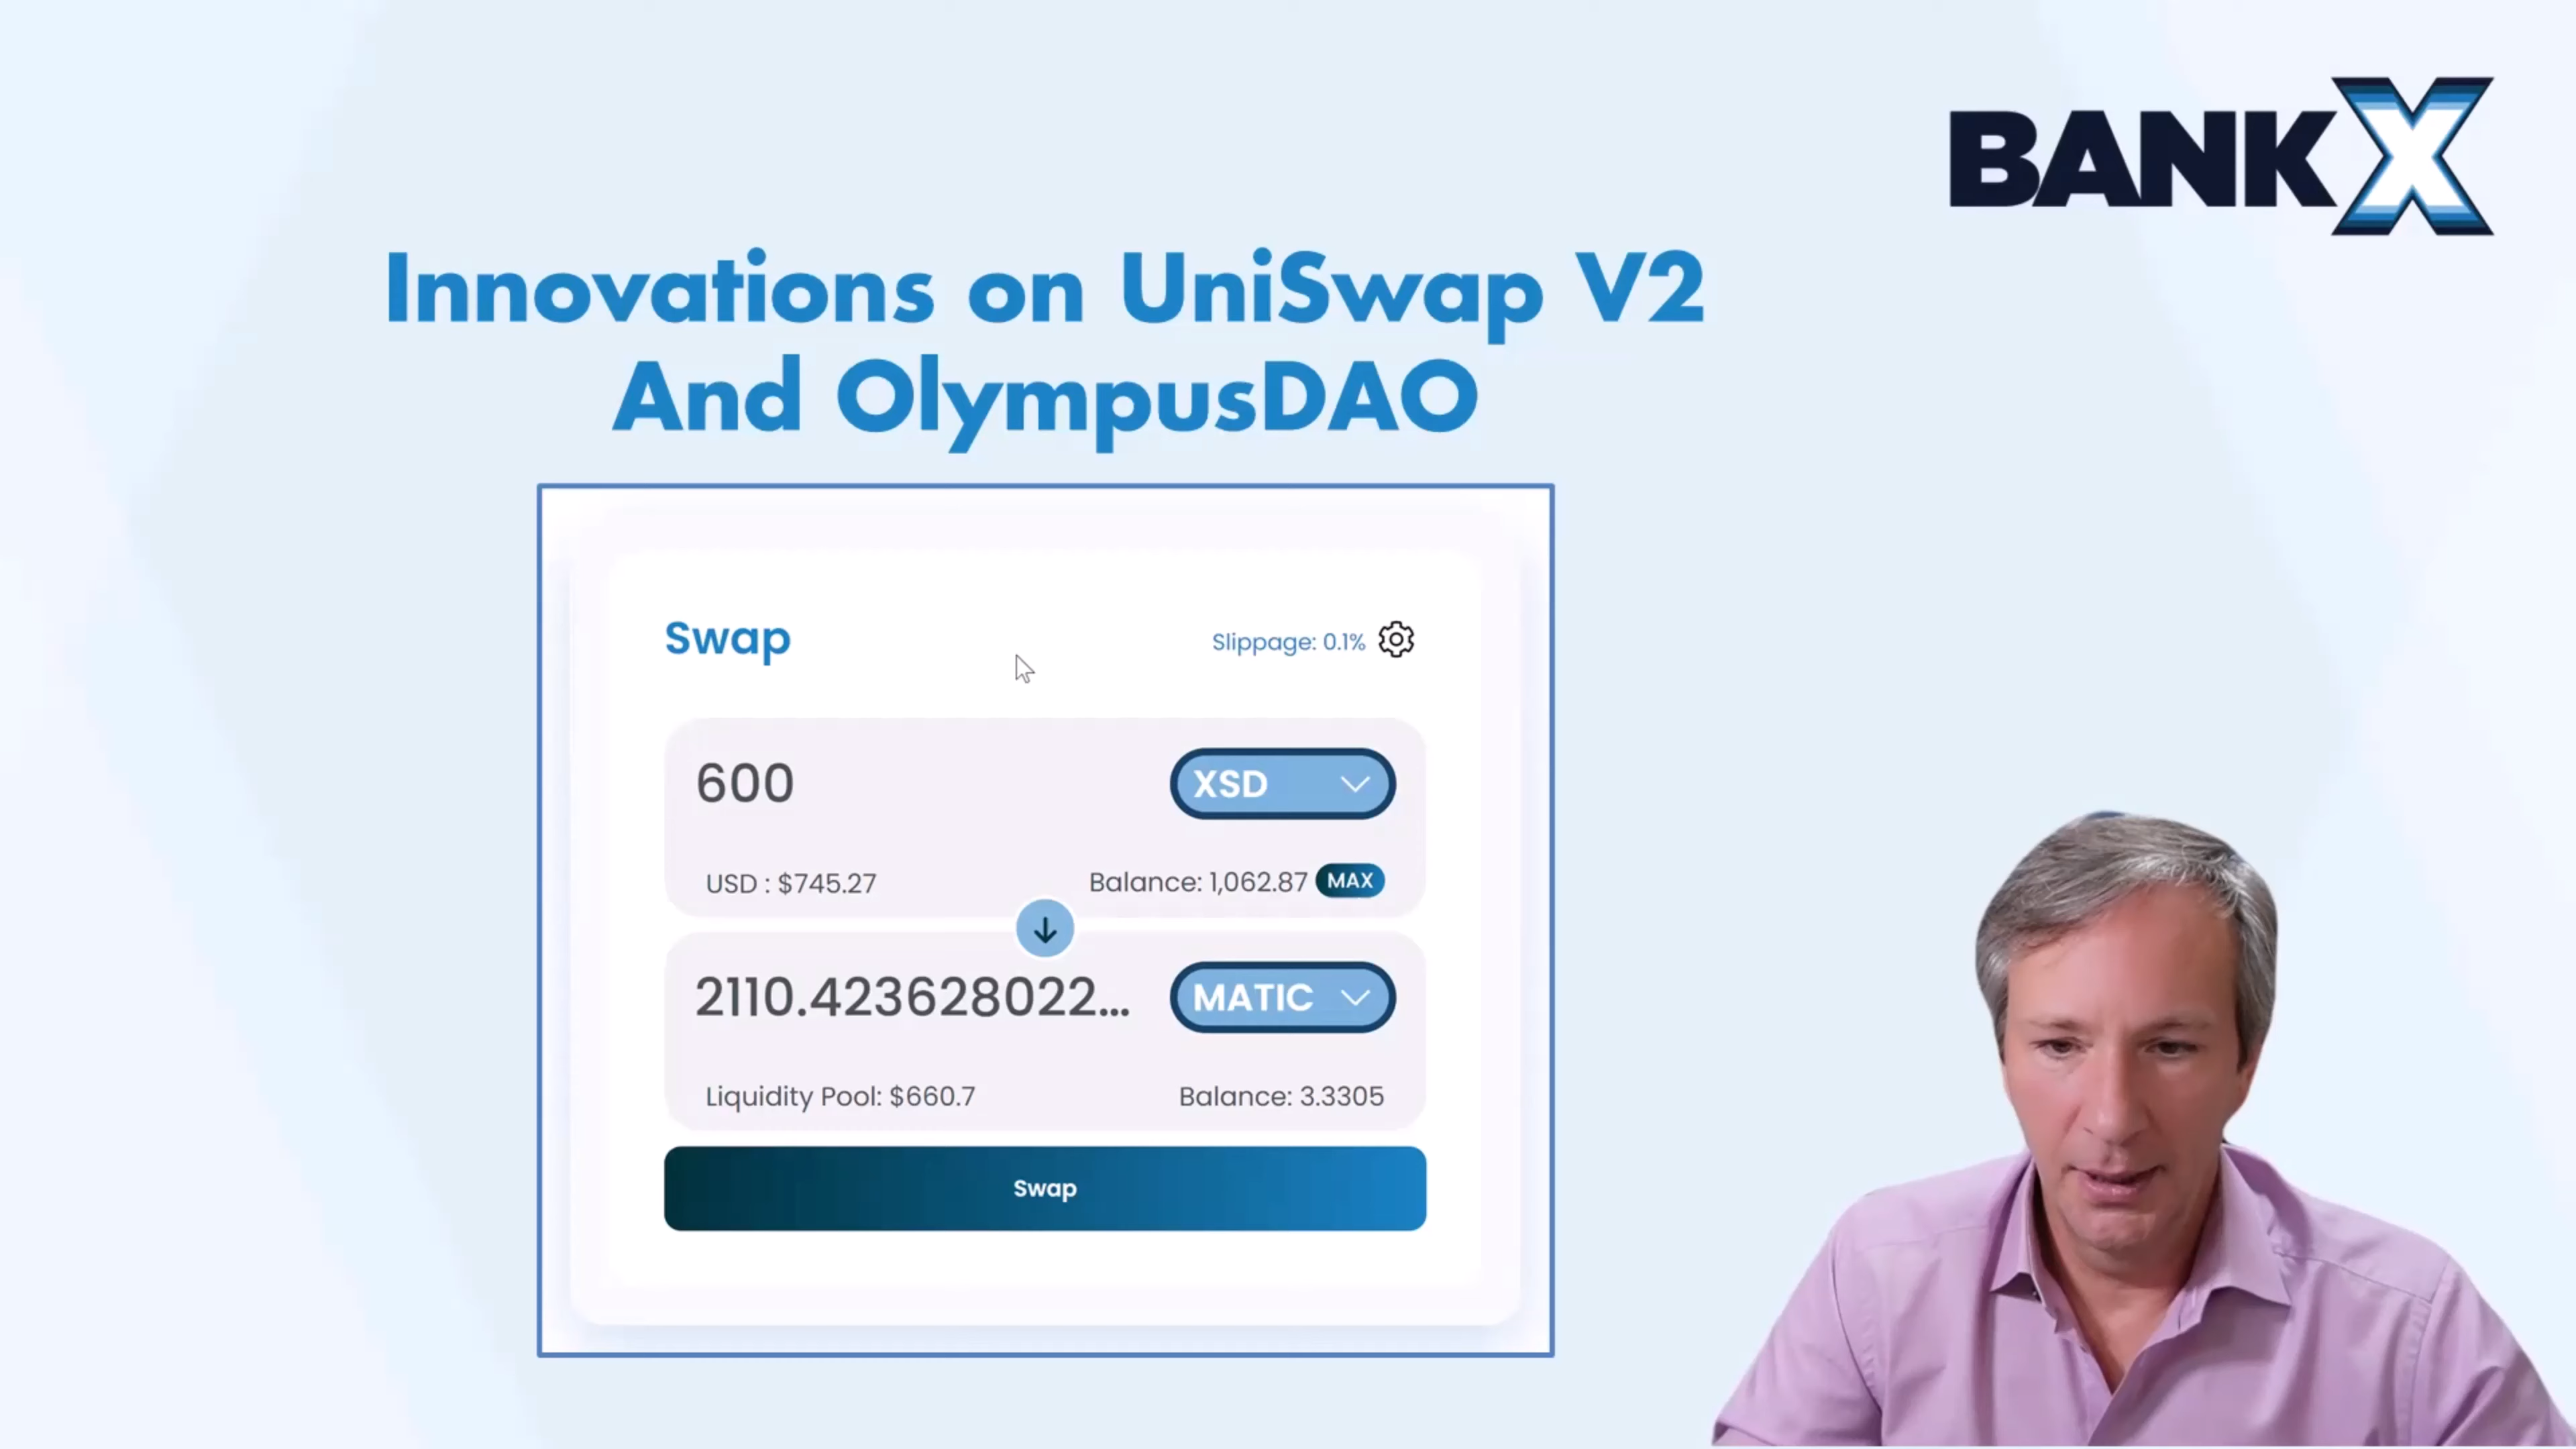 BANKX
Innovations on UniSwap V2
And OlympusDAO
Swap
Slippage: 0.1%
600
XSD
USD : $745.27
Balance: 1,062.87 MAX
2110.423628022...
MATIC
Liquidity Pool: $660.7
Balance: 3.3305
Swap